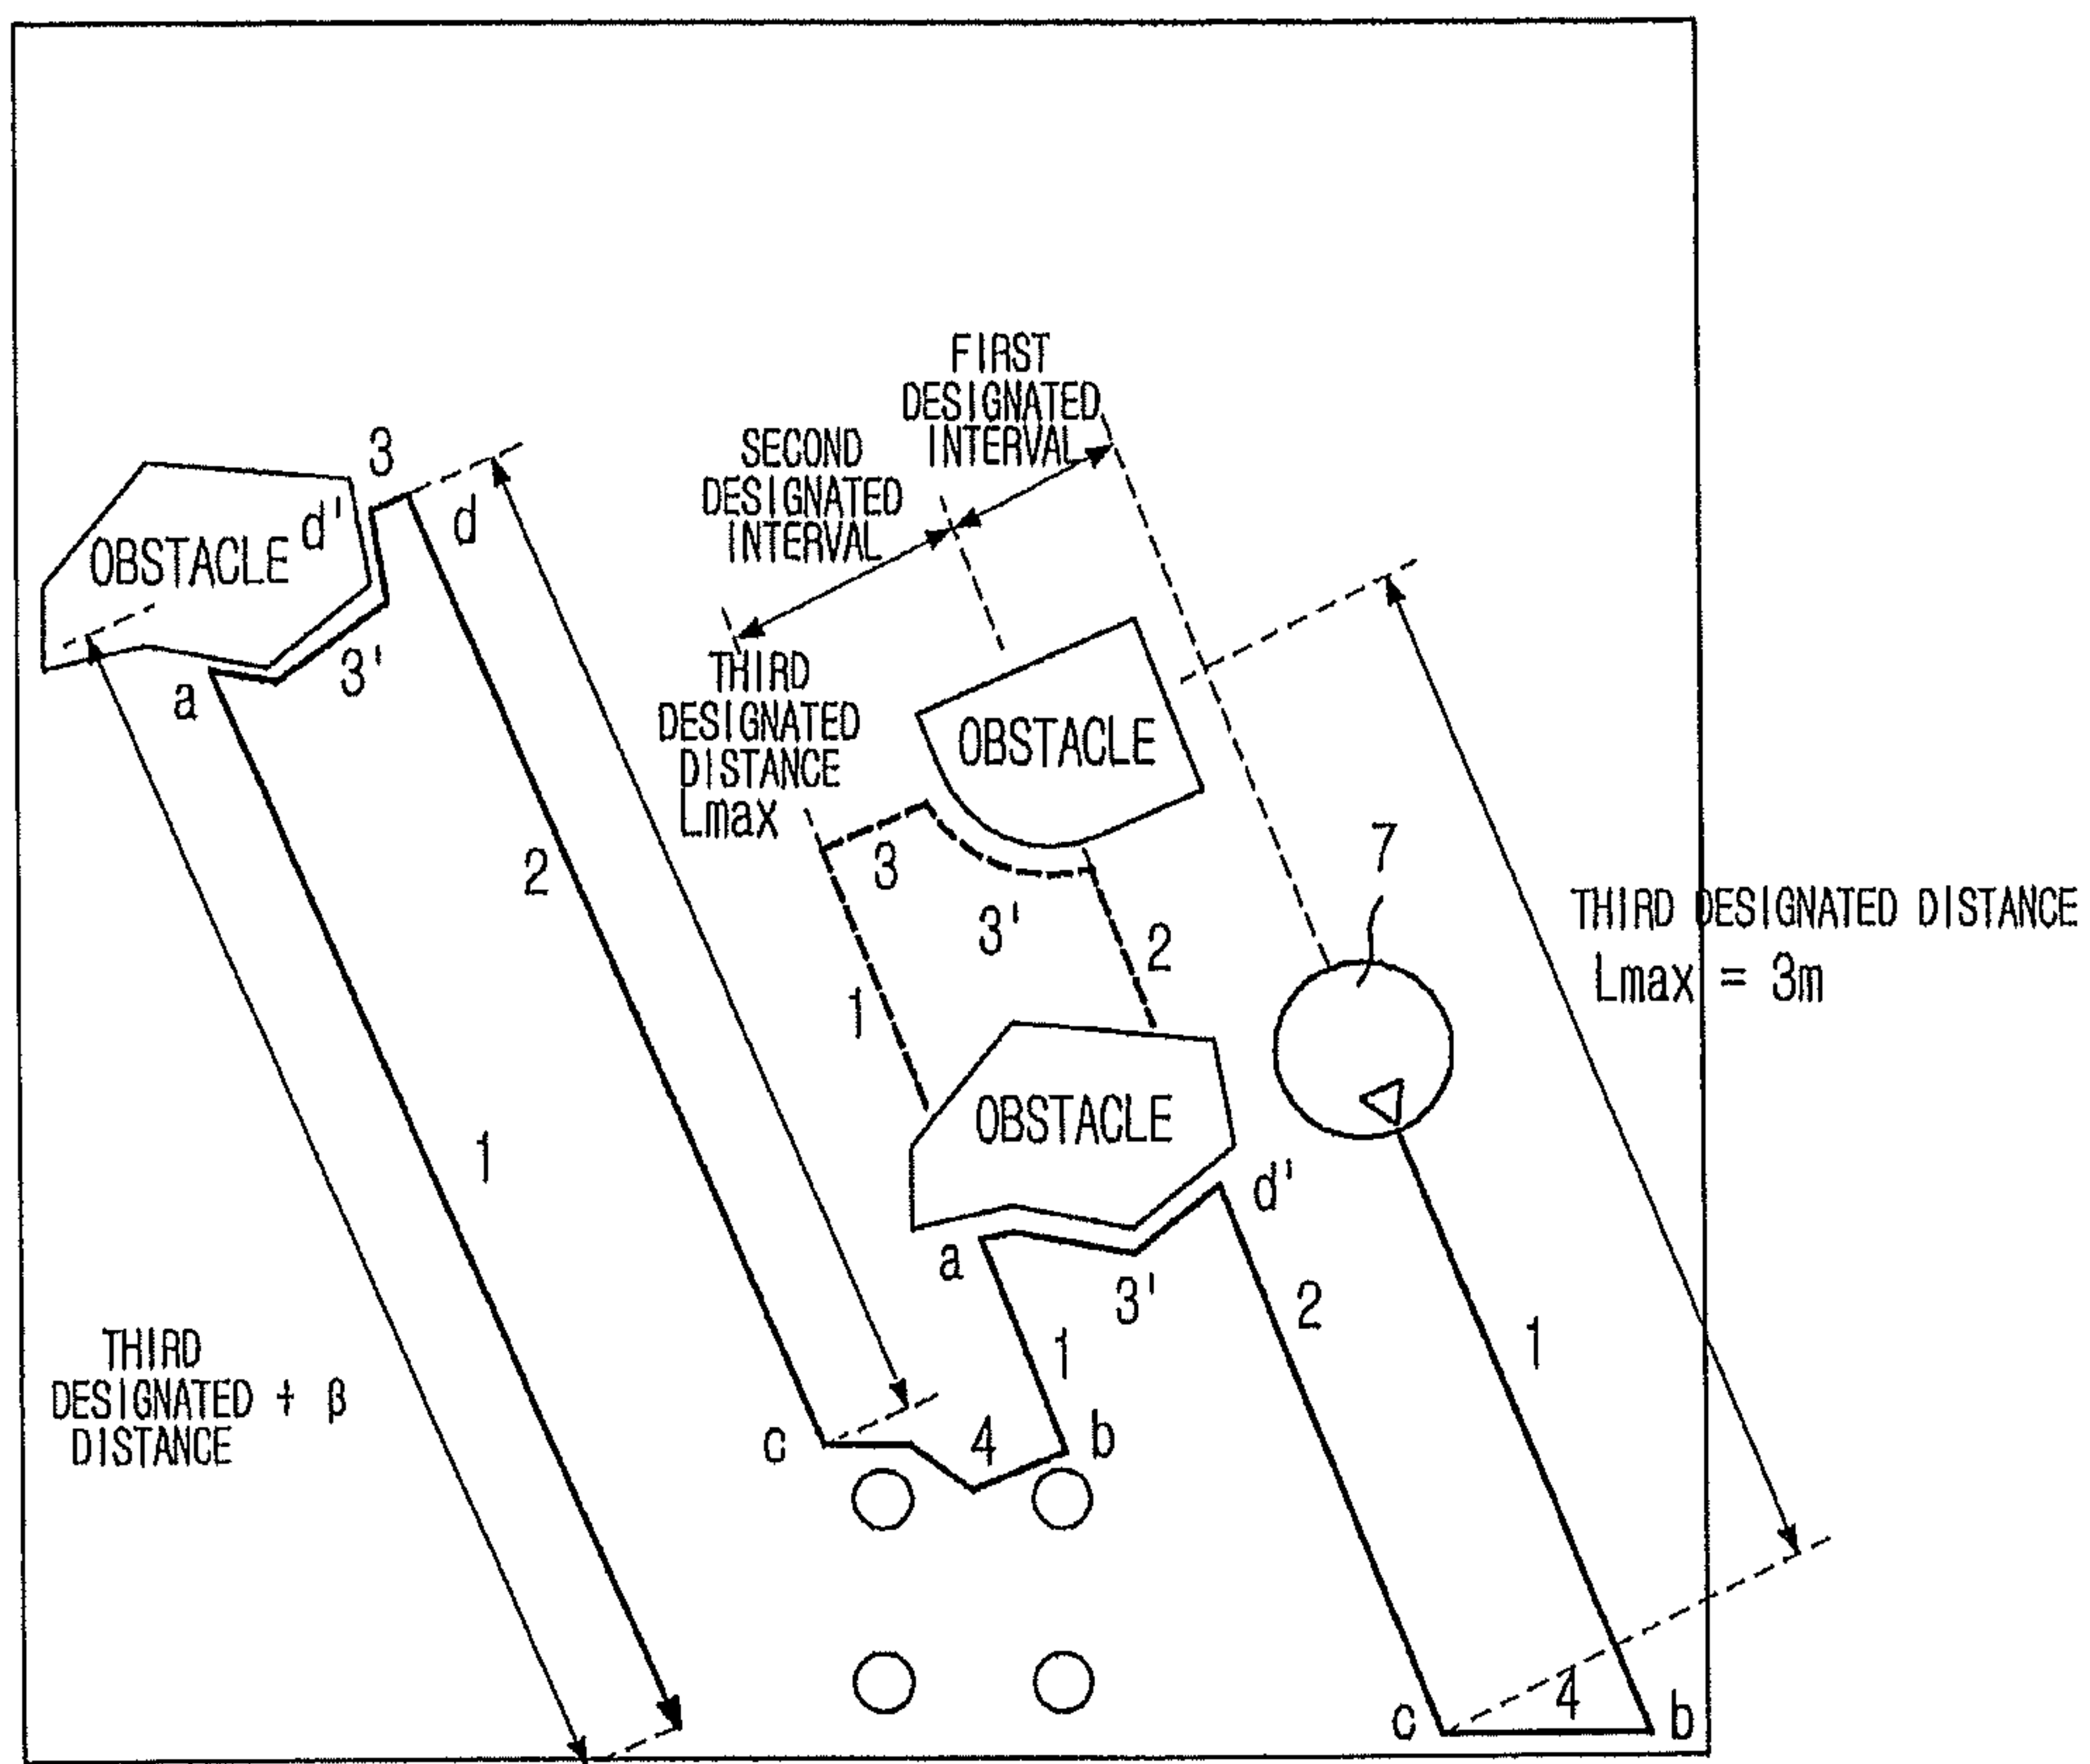 FIRST
DESIGNATED
INTERVAL
SECOND
DESIGNATED
INTERVAL
3
d'
d
OBSTACLE
3'
a
THIRD
DESIGNATED
DISTANCE
Lmax
OBSTACLE
2
3
3'
2
1
7
THIRD DESIGNATED DISTANCE
Lmax = 3m
1
OBSTACLE
d'
a
3'
2
1
1
THIRD
DESIGNATED + β
DISTANCE
c
4
b
c
4
b